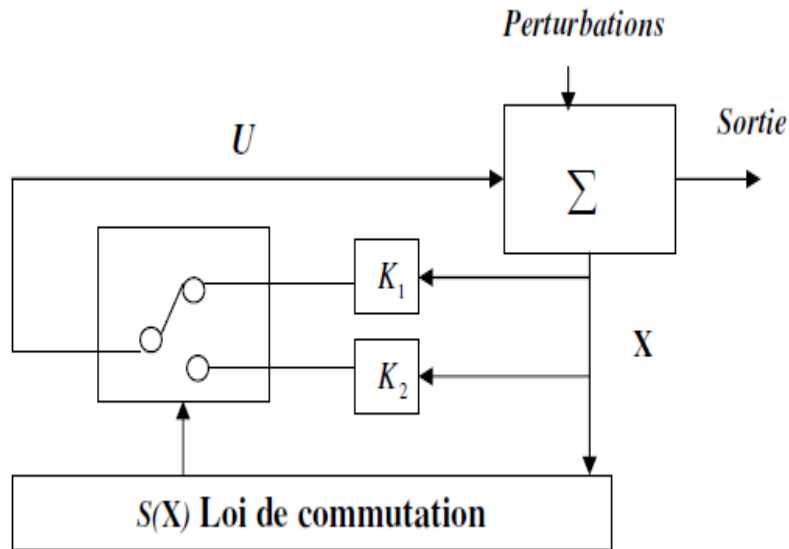 Perturbations
Sortie
U
∑
K₁
X
K₂
S(X) Loi de commutation